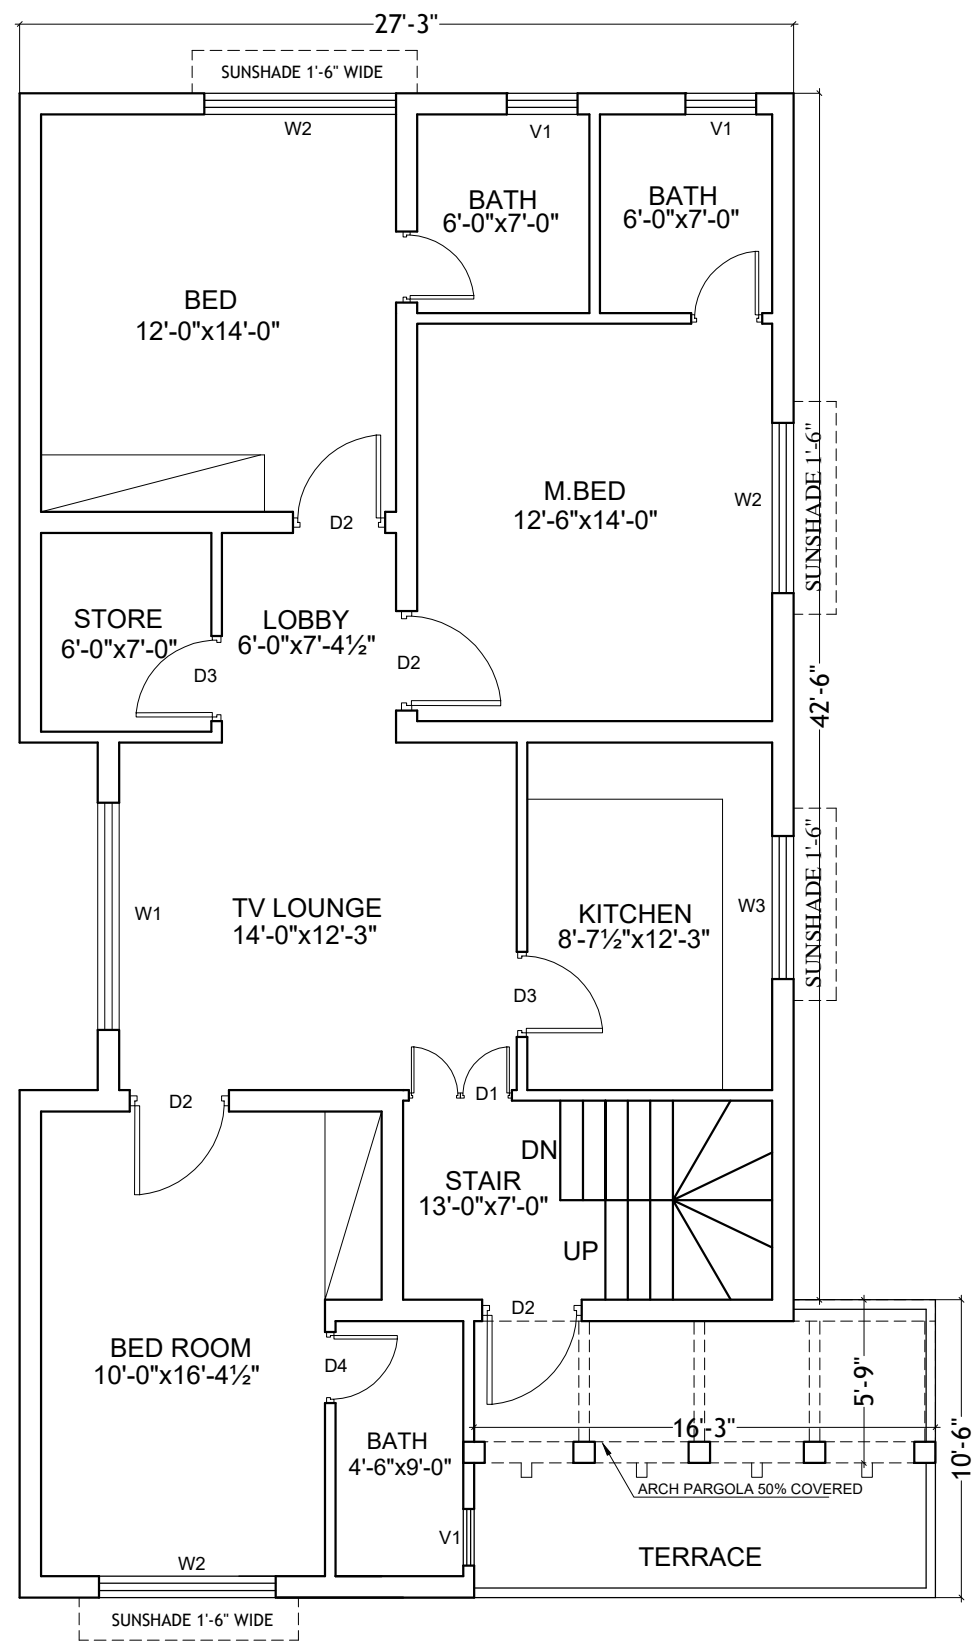 27'-3"
SUNSHADE 1'-6" WIDE
W2
V1
V1
BATH
6'-0"x7'-0"
BATH
6'-0"x7'-0"
BED
12'-0"x14'-0"
M.BED
12'-6"x14'-0"
W2
SUNSHADE 1'-6"
D2
STORE
6'-0"x7'-0"
LOBBY
6'-0"x7'-4½"
D3
D2
42'-6"
W1
TV LOUNGE
14'-0"x12'-3"
KITCHEN
8'-7½"x12'-3"
W3
SUNSHADE 1'-6"
D3
D2
D1
DN
STAIR
13'-0"x7'-0"
UP
D2
BED ROOM
10'-0"x16'-4½"
D4
5'-9"
16'-3"
10'-6"
BATH
4'-6"x9'-0"
ARCH PARGOLA 50% COVERED
V1
TERRACE
W2
SUNSHADE 1'-6" WIDE